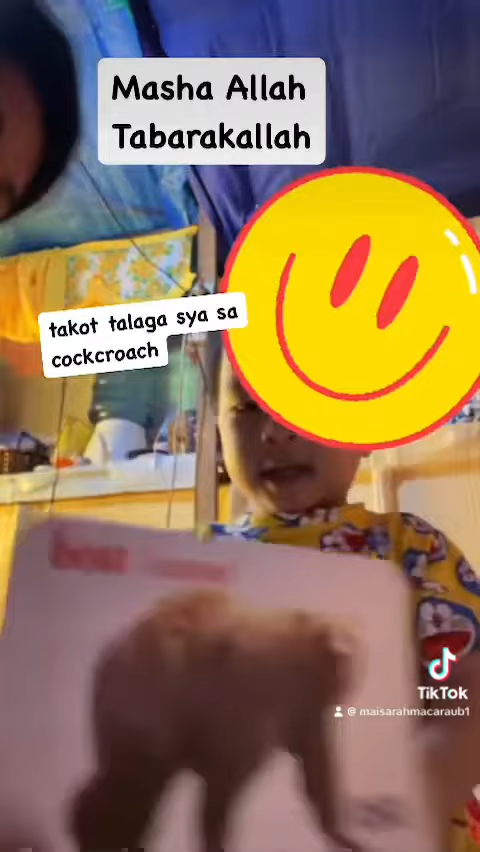 Masha Allah
Tabarakallah
takot talaga sya sa
cockcroach
TikTok
@ maisarahmacaraub1